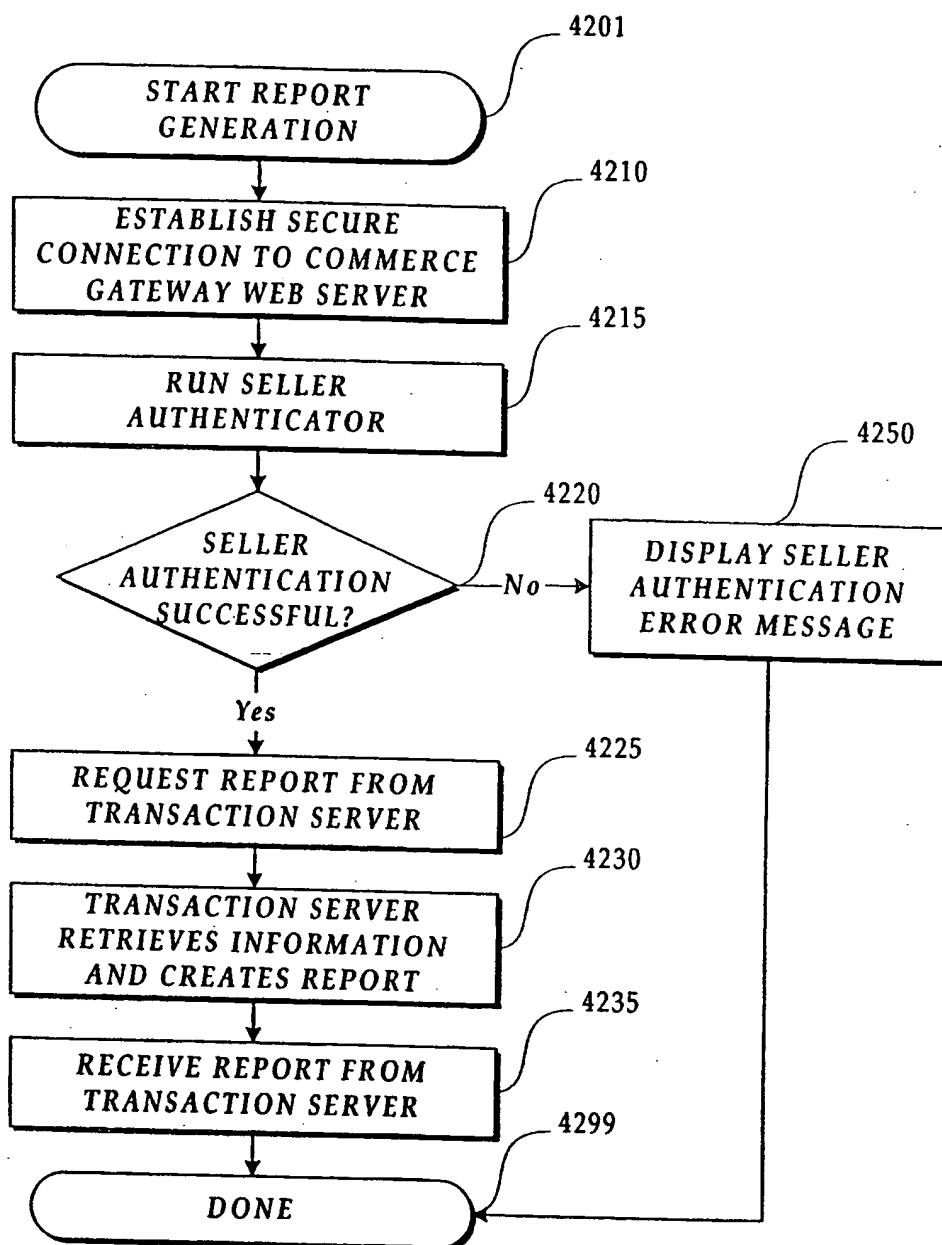 4201
START REPORT
GENERATION
4210
ESTABLISH SECURE
CONNECTION TO COMMERCE
GATEWAY WEB SERVER
4215
RUN SELLER
AUTHENTICATOR
4220
SELLER
AUTHENTICATION
SUCCESSFUL?
No
4250
DISPLAY SELLER
AUTHENTICATION
ERROR MESSAGE
Yes
4225
REQUEST REPORT FROM
TRANSACTION SERVER
4230
TRANSACTION SERVER
RETRIEVES INFORMATION
AND CREATES REPORT
4235
RECEIVE REPORT FROM
TRANSACTION SERVER
4299
DONE